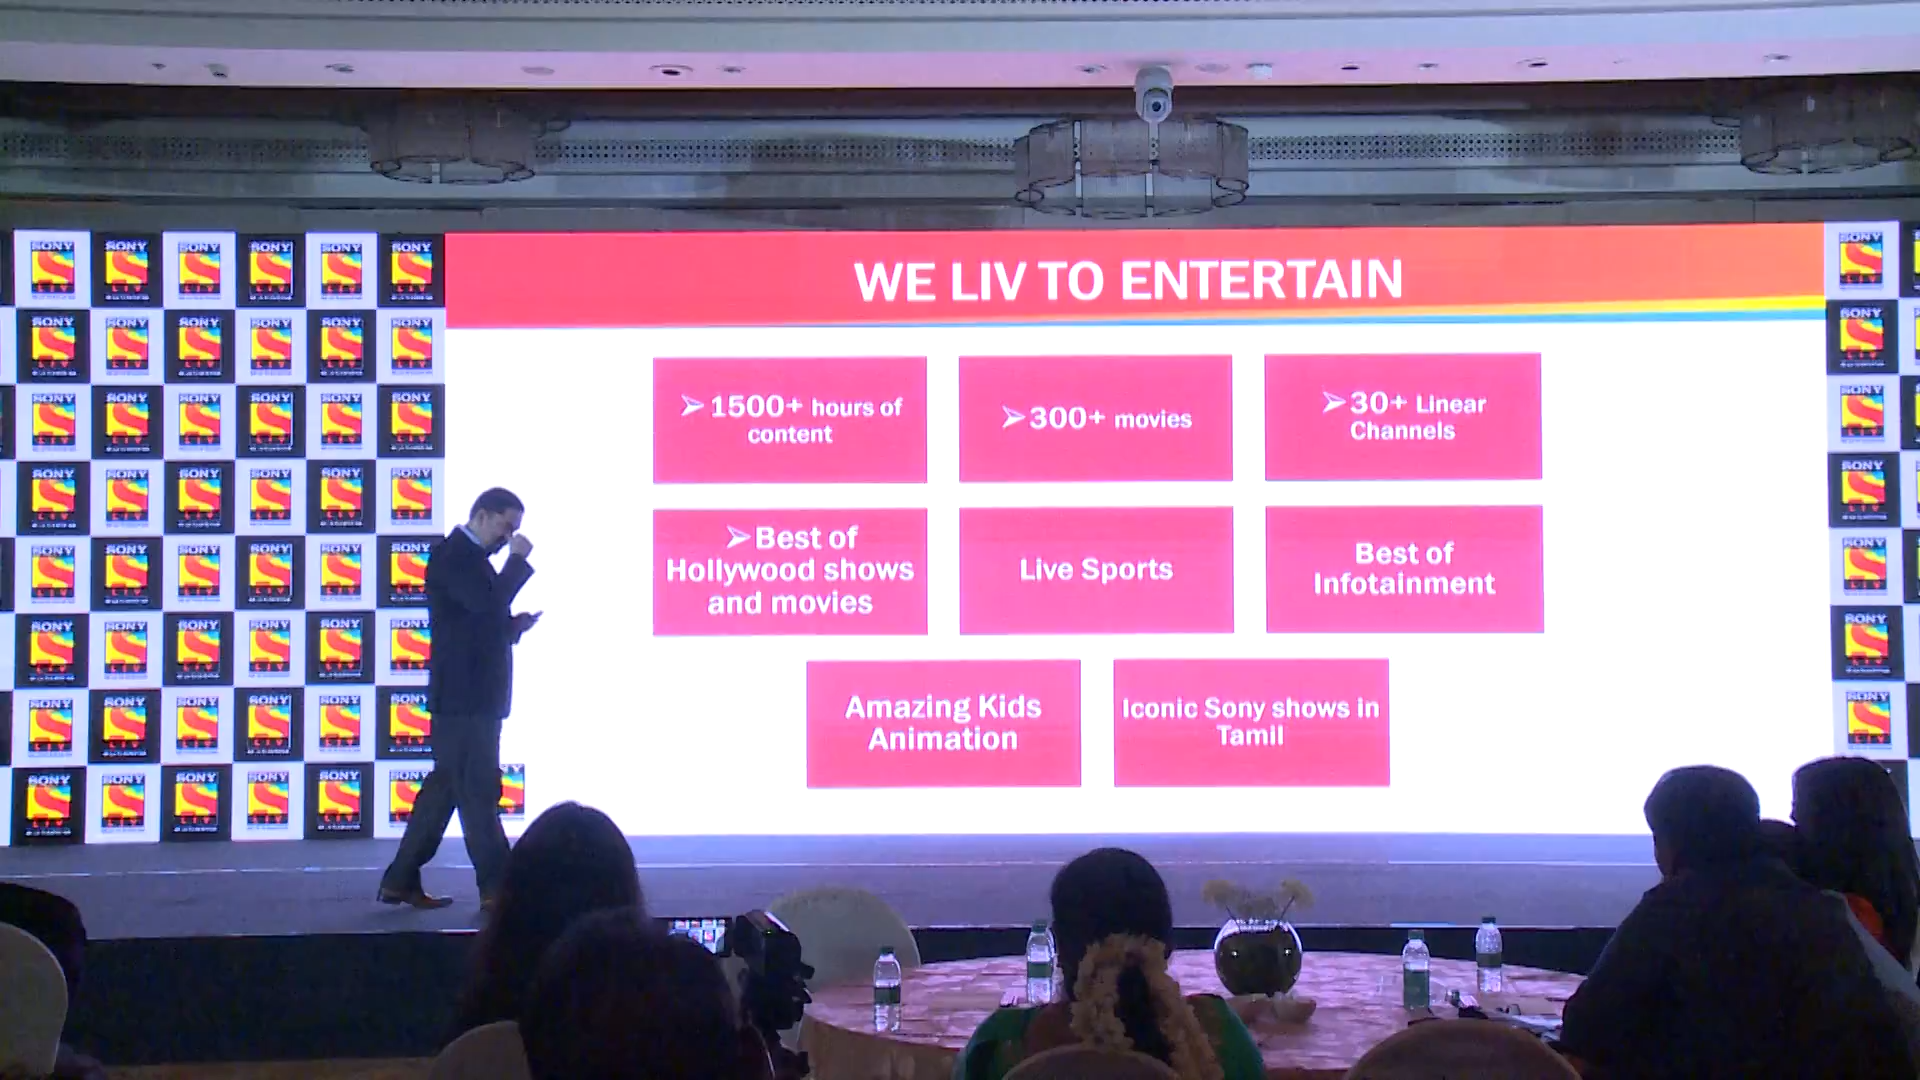 WE LIV TO ENTERTAIN
➢1500+ hours of
content
➢300+ movies
➢30+ Linear
Channels
➢Best of
Hollywood shows
and movies
Live Sports
Best of
Infotainment
Amazing Kids
Animation
Iconic Sony shows in
Tamil
SONY
LIV